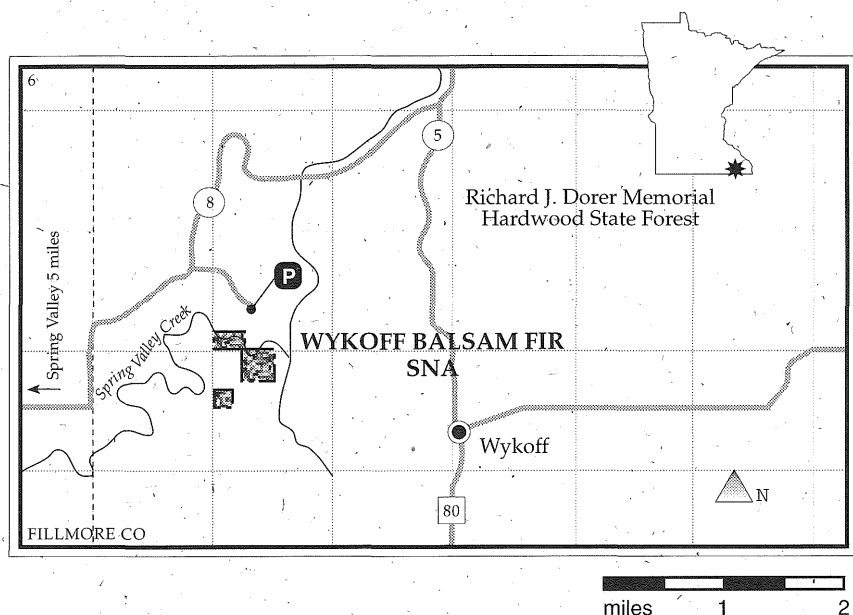 6
5
Richard J. Dorer Memorial
Hardwood State Forest
8
P
Spring Valley 5 miles
Spring Valley Creek
WYKOFF BALSAM FIR
SNA
Wykoff
N
80
FILLMORE CO
miles 1 2